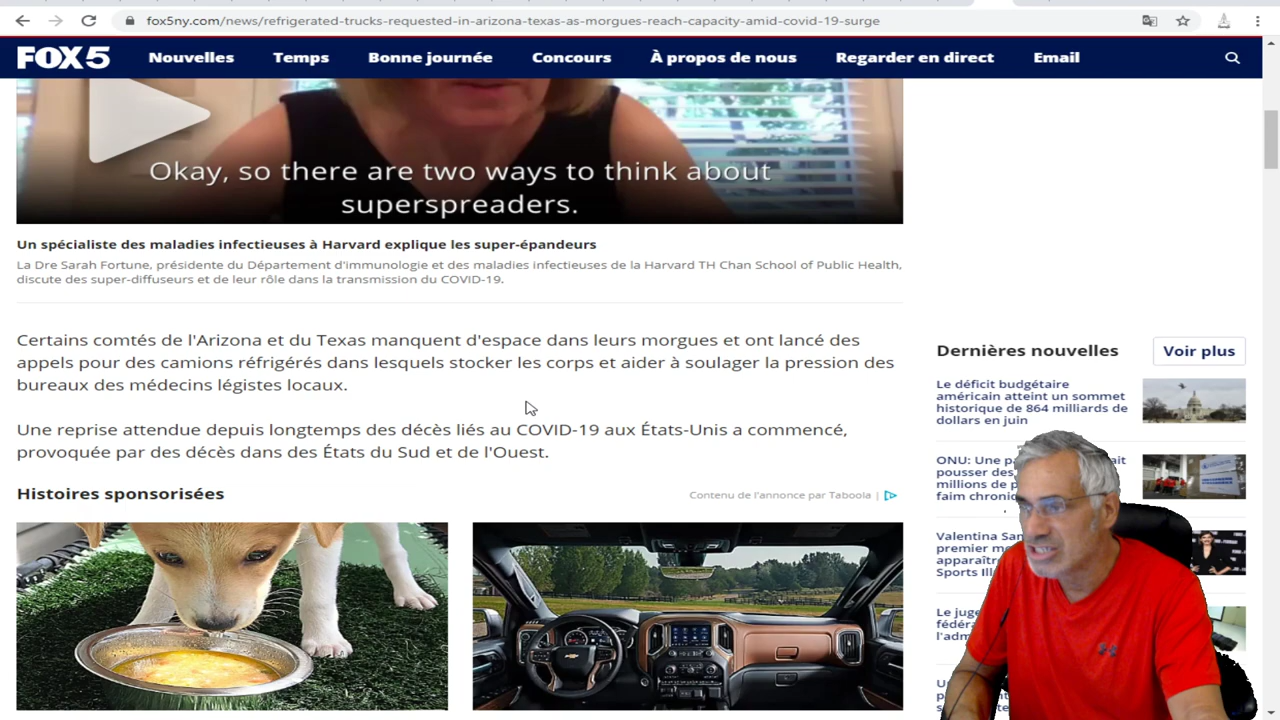 fox5ny.com/news/refrigerated-trucks-requested-in-arizona-texas-as-morgues-reach-capacity-amid-covid-19-surge
FOX 5
Nouvelles
Temps
Bonne journée
Concours
À propos de nous
Regarder en direct
Email
Okay, so there are two ways to think about
superspreaders.
Un spécialiste des maladies infectieuses à Harvard explique les super-épandeurs
La Dre Sarah Fortune, présidente du Département d'immunologie et des maladies infectieuses de la Harvard TH Chan School of Public Health,
discute des super-diffuseurs et de leur rôle dans la transmission du COVID-19.
Certains comtés de l'Arizona et du Texas manquent d'espace dans leurs morgues et ont lancé des
appels pour des camions réfrigérés dans lesquels stocker les corps et aider à soulager la pression des
bureaux des médecins légistes locaux.
Une reprise attendue depuis longtemps des décès liés au COVID-19 aux États-Unis a commencé,
provoquée par des décès dans des États du Sud et de l'Ouest.
Histoires sponsorisées
Contenu de l'annonce par Taboola |
Dernières nouvelles
Voir plus
Le déficit budgétaire
américain atteint un sommet
historique de 864 milliards de
dollars en juin
ONU: Une
pousser des
millions de
faim
Valentina
premier
Sports
Le